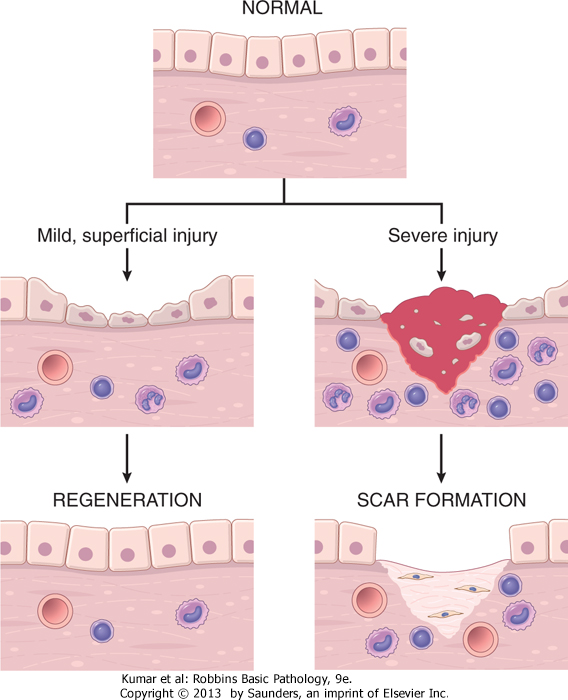 NORMAL
Mild, superficial injury
Severe injury
REGENERATION
SCAR FORMATION
Kumar et al: Robbins Basic Pathology, 9e.
Copyright © 2013 by Saunders, an imprint of Elsevier Inc.